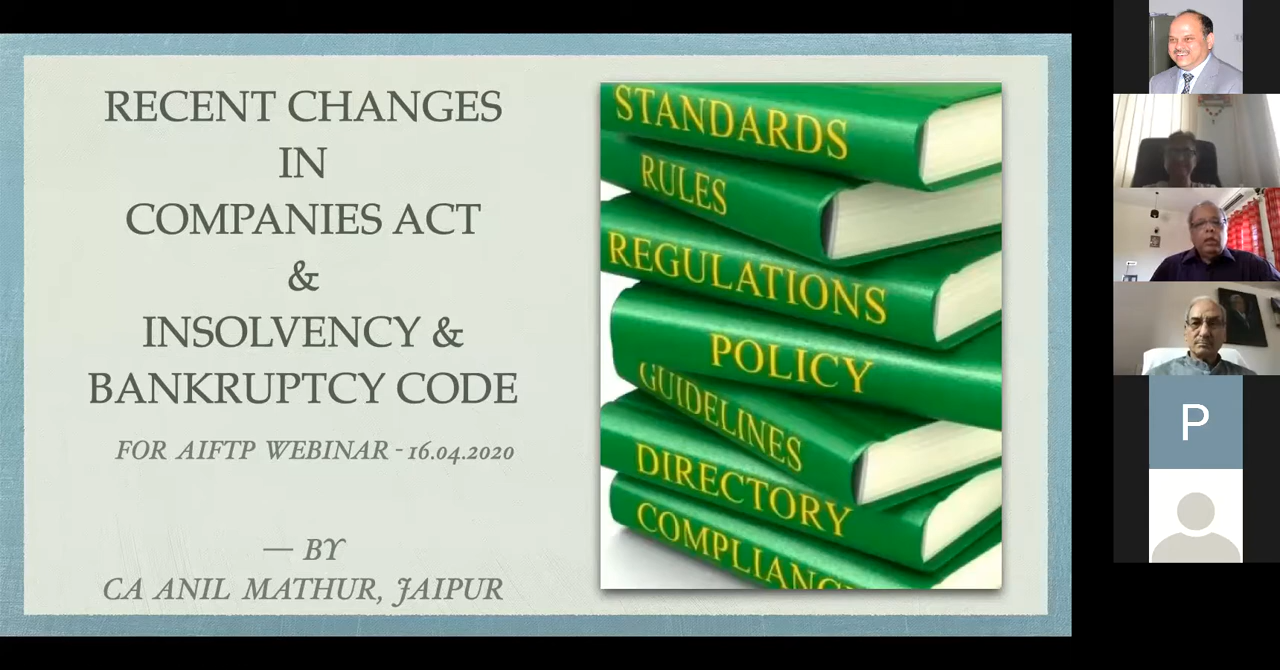 RECENT CHANGES
IN
COMPANIES ACT
&
INSOLVENCY &
BANKRUPTCY CODE
FOR AIFTP WEBINAR - 16.04.2020
— BY
CA ANIL MATHUR, JAIPUR
STANDARDS
RULES
REGULATIONS
POLICY
GUIDELINES
DIRECTORY
COMPLIANC
P